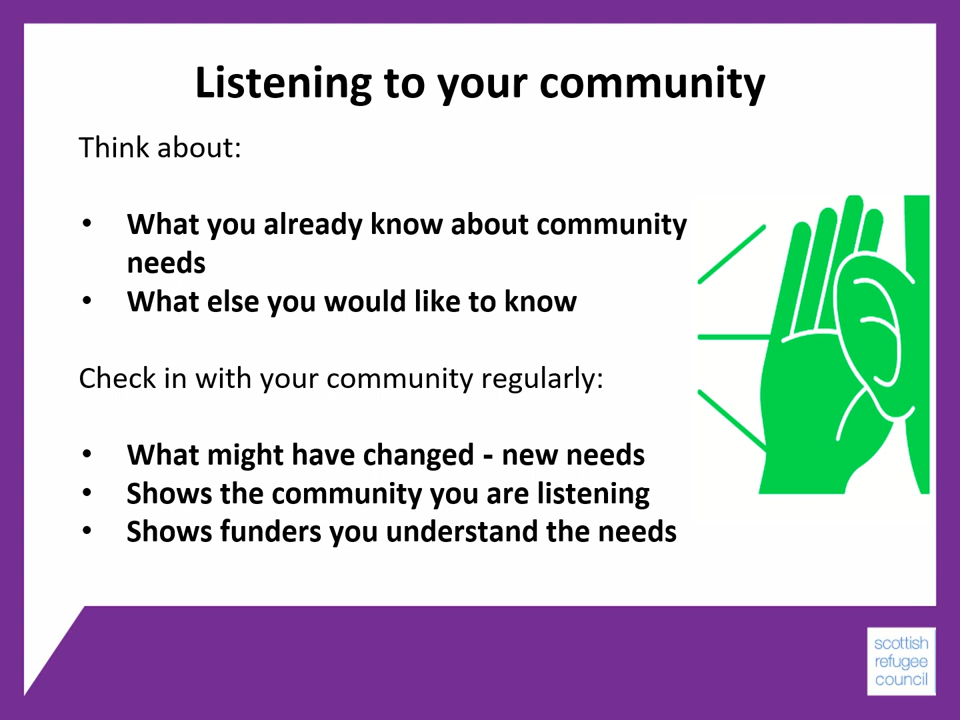 Listening to your community
Think about:
• What you already know about community
needs
• What else you would like to know
Check in with your community regularly:
• What might have changed - new needs
• Shows the community you are listening
• Shows funders you understand the needs
scottish
refugee
council